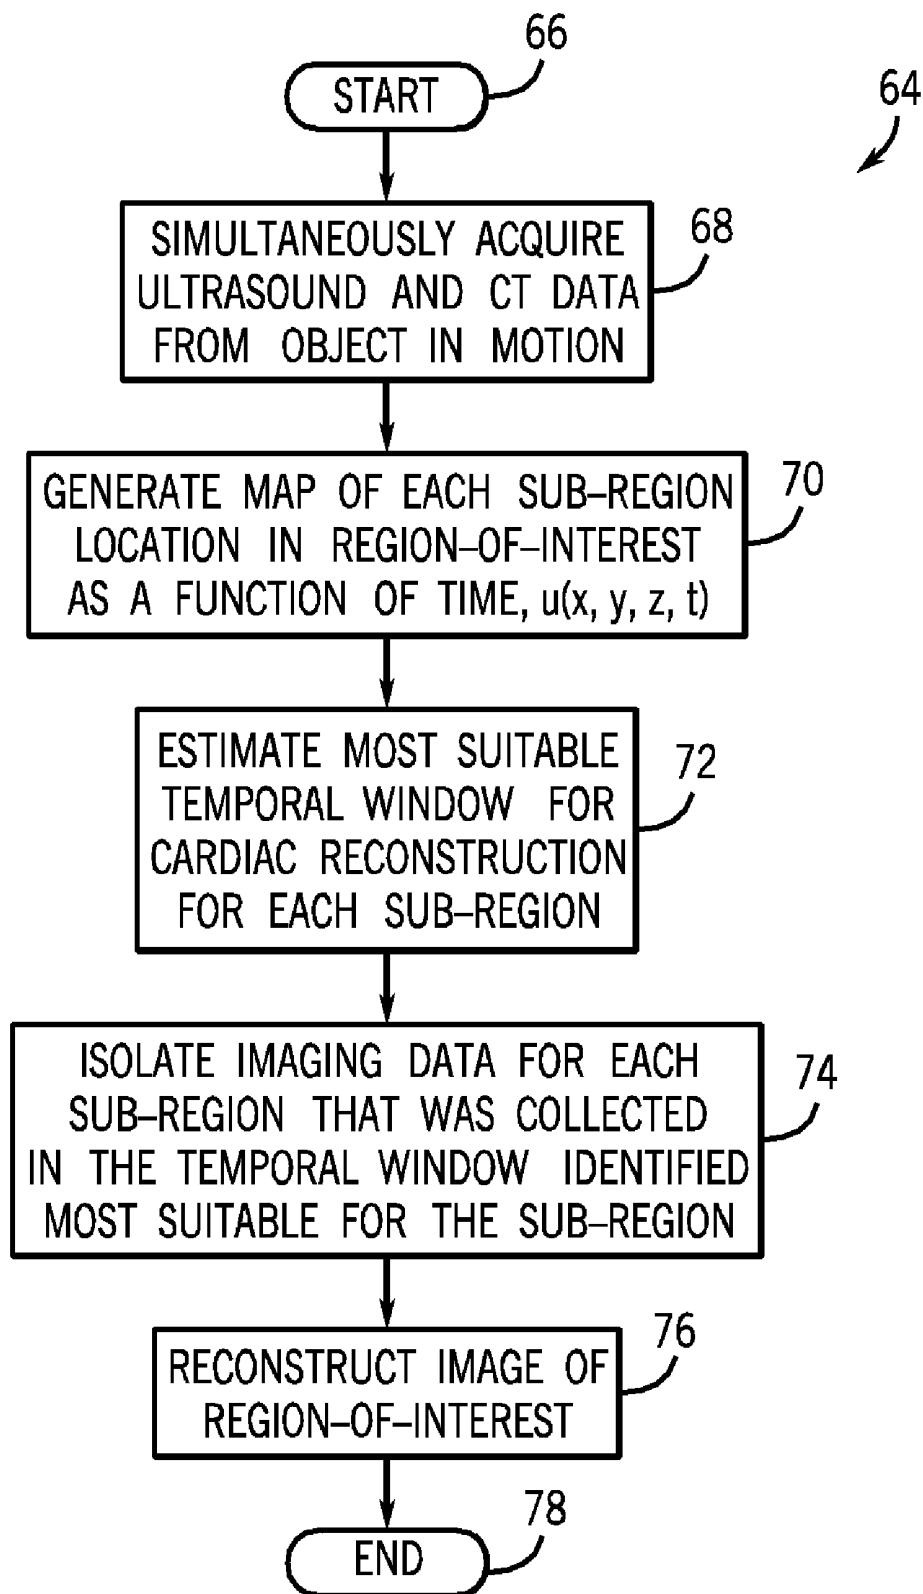 66
START
64
SIMULTANEOUSLY ACQUIRE
ULTRASOUND AND CT DATA
FROM OBJECT IN MOTION
68
GENERATE MAP OF EACH SUB–REGION
LOCATION IN REGION–OF–INTEREST
AS A FUNCTION OF TIME, u(x, y, z, t)
70
ESTIMATE MOST SUITABLE
TEMPORAL WINDOW FOR
CARDIAC RECONSTRUCTION
FOR EACH SUB–REGION
72
ISOLATE IMAGING DATA FOR EACH
SUB–REGION THAT WAS COLLECTED
IN THE TEMPORAL WINDOW IDENTIFIED
MOST SUITABLE FOR THE SUB–REGION
74
RECONSTRUCT IMAGE OF
REGION–OF–INTEREST
76
END
78